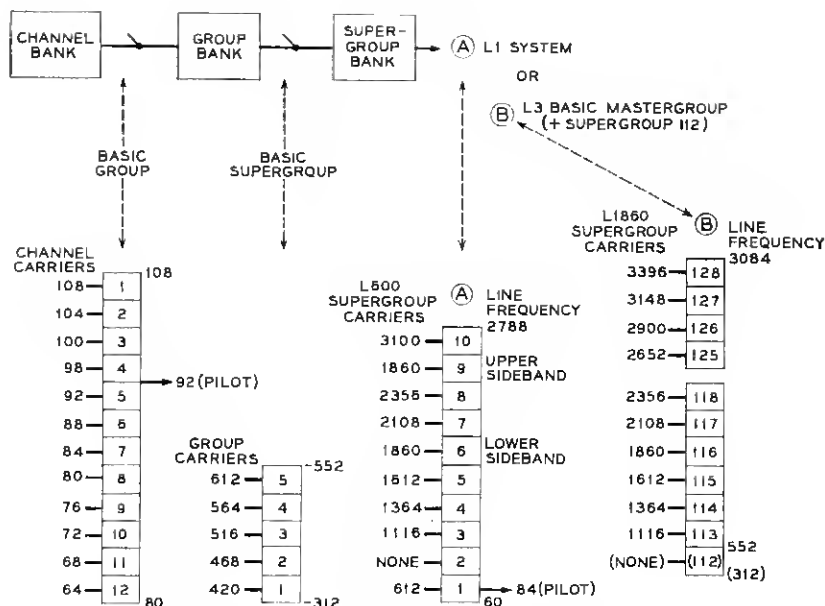 CHANNEL BANK
GROUP BANK
SUPER-
GROUP
BANK
A L1 SYSTEM
OR
B L3 BASIC MASTERGROUP
(+ SUPERGROUP 112)
BASIC
GROUP
BASIC
SUPERGROUP
CHANNEL
CARRIERS
108
108 1
104 2
100 3
98 4
92 (PILOT)
92 5
88 6
84 7
80 8
76 9
72 10
68 11
64 12
80
GROUP
CARRIERS
552
612 5
564 4
516 3
468 2
420 1
312
L600
SUPERGROUP
CARRIERS
A LINE
FREQUENCY
2788
3100 10
1860 9 UPPER
SIDEBAND
2356 8
2108 7
1860 6 LOWER
SIDEBAND
1612 5
1364 4
1116 3
NONE 2
612 1 84 (PILOT)
60
L1860
SUPERGROUP
CARRIERS
B LINE
FREQUENCY
3084
3396 128
3148 127
2900 126
2652 125
2356 118
2108 117
1860 116
1612 115
1364 114
1116 113
552
(NONE) (112)
(312)